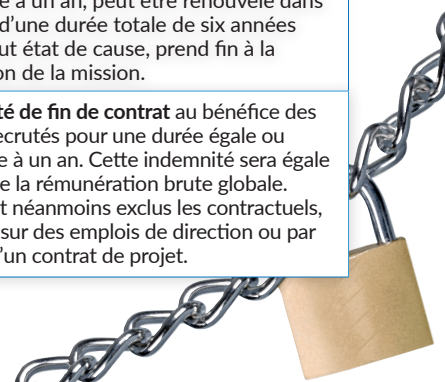 à un an, peut être renouvelé dans
d'une durée totale de six années
ut état de cause, prend fin à la
on de la mission.
té de fin de contrat au bénéfice des
ecrutés pour une durée égale ou
e à un an. Cette indemnité sera égale
e la rémunération brute globale.
t néanmoins exclus les contractuels,
sur des emplois de direction ou par
'un contrat de projet.